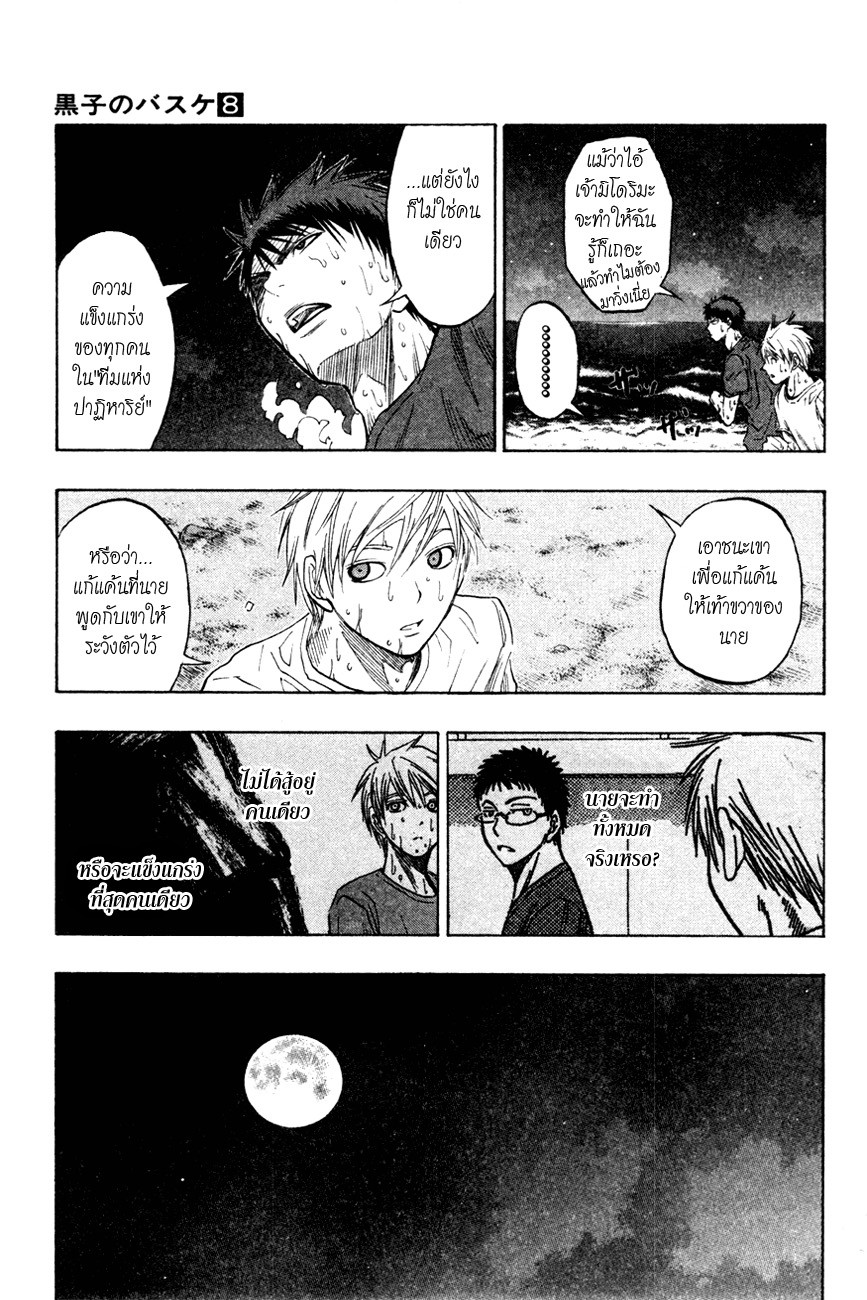 黒子のバスケ8
แม้ว่าไอ้
เจ้ามิโดริมะ
จะทำให้ฉัน
รู้ก็เถอะ
แล้วทำไมต้อง
มาวิ่งเนี่ย
...แต่ยังไง
ก็ไม่ใช่คน
เดียว
ความ
แข็งแกร่ง
ของทุกคน
ใน"ทีมแห่ง
ปาฏิหาริย์"
เอาชนะเขา
เพื่อแก้แค้น
ให้เท้าขวาของ
นาย
หรือว่า...
แก้แค้นที่นาย
พูดกับเขาให้
ระวังตัวไว้
นายจะทำ
ทั้งหมด
จริงเหรอ?
ไม่ได้สู้อยู่
คนเดียว
หรือจะแข็งแกร่ง
ที่สุดคนเดียว